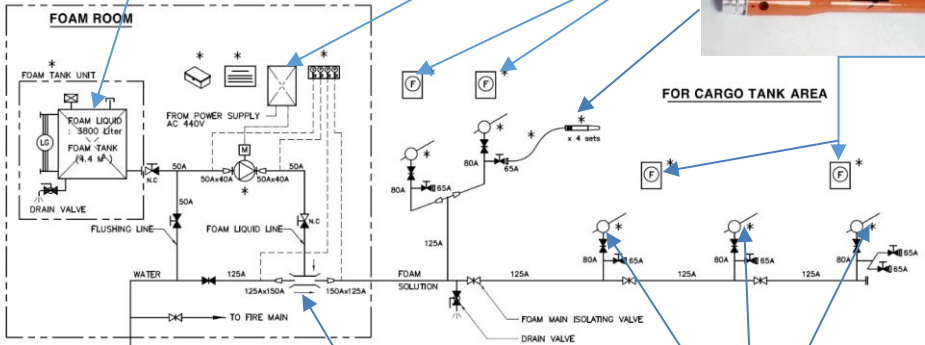 FOAM ROOM
*
FOAM TANK UNIT
FOAM LIQUID
: 3800 Liter
FOAM TANK
(4.4 M³)
LG
DRAIN VALVE
N.C
50A
50A
FLUSHING LINE
*
*
*
*
FROM POWER SUPPLY
AC 440V
M
50Ax40A
50Ax40A
*
50A
N.C
FOAM LIQUID LINE
WATER
125A
125Ax150A
150Ax125A
TO FIRE MAIN
F
*
F
*
*
*
*
*
x 4 sets
80A
65A
80A
65A
125A
FOAM
SOLUTION
125A
FOAM MAIN ISOLATING VALVE
DRAIN VALVE
FOR CARGO TANK AREA
F
*
F
*
*
*
*
80A
65A
80A
65A
80A
65A
65A
125A
125A